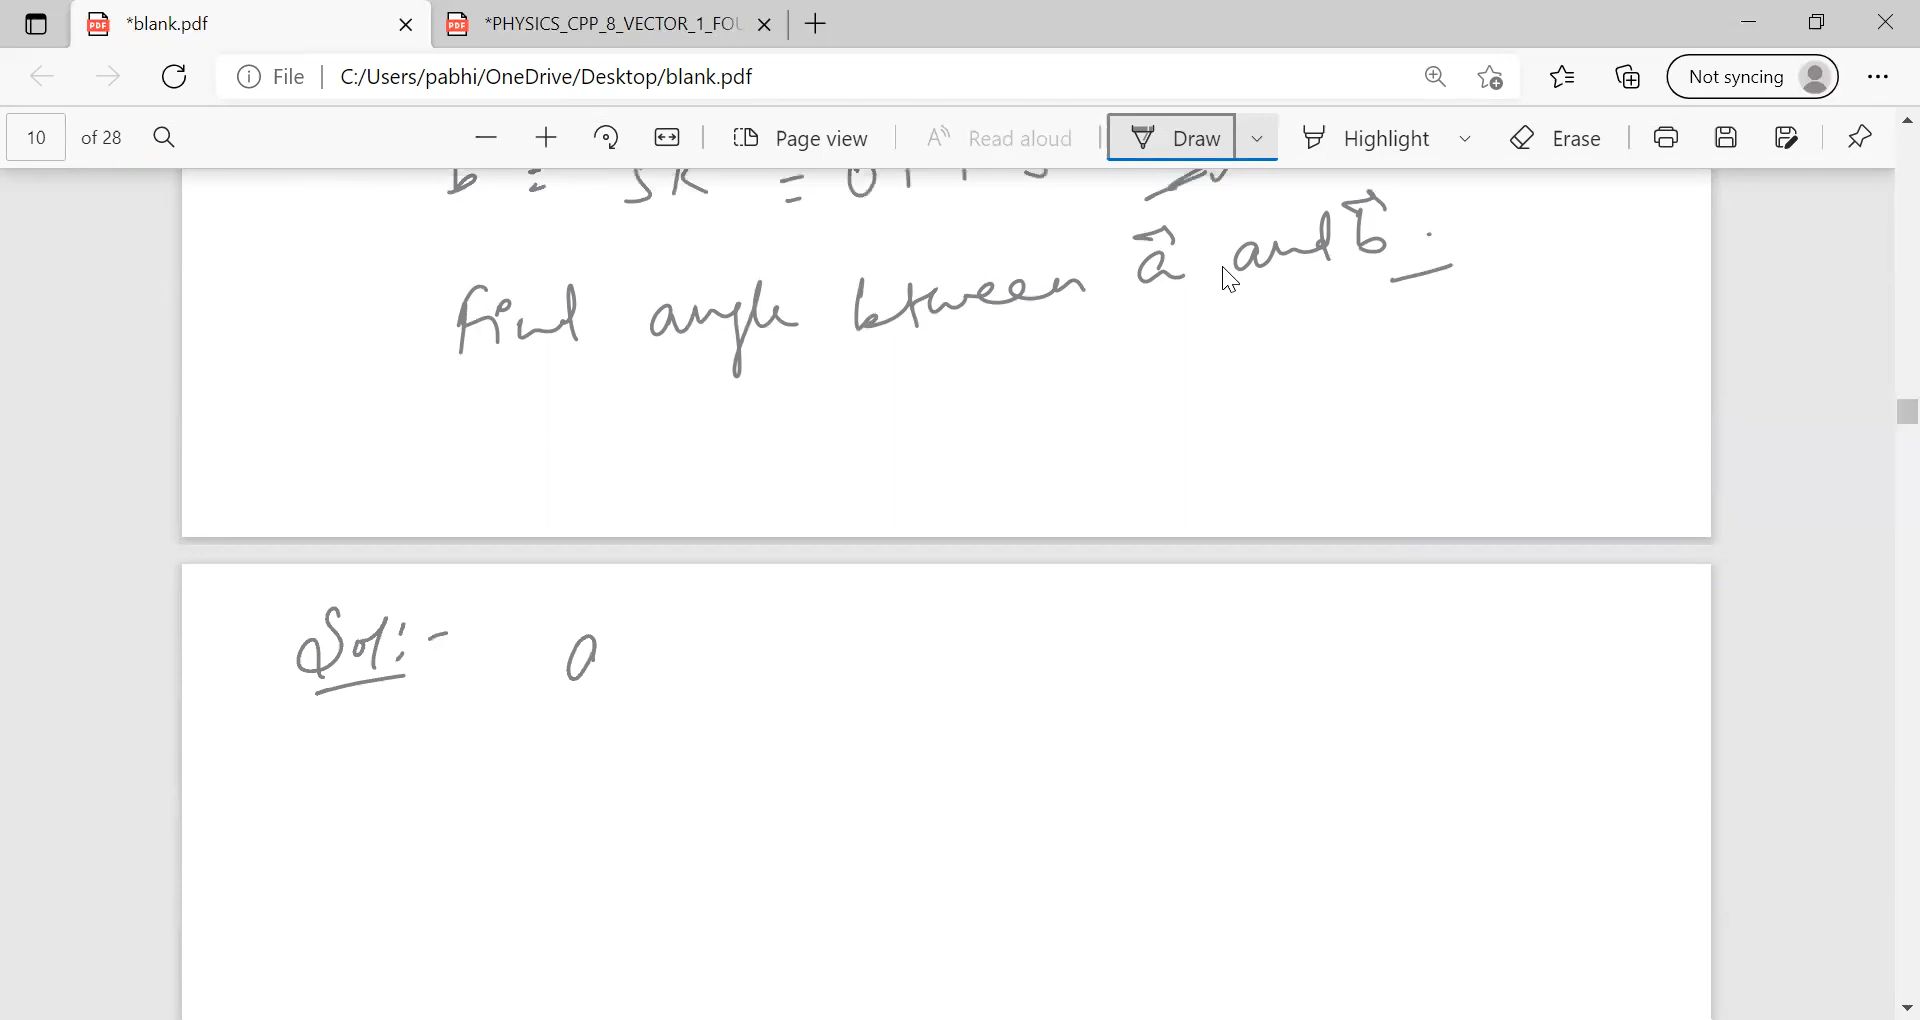 *blank.pdf
*PHYSICS_CPP_8_VECTOR_1_FOU
File
C:/Users/pabhi/OneDrive/Desktop/blank.pdf
Not syncing
10 of 28
Page view
Read aloud
Draw
Highlight
Erase
Find angle between a⃗ and b⃗.
Sol:- a